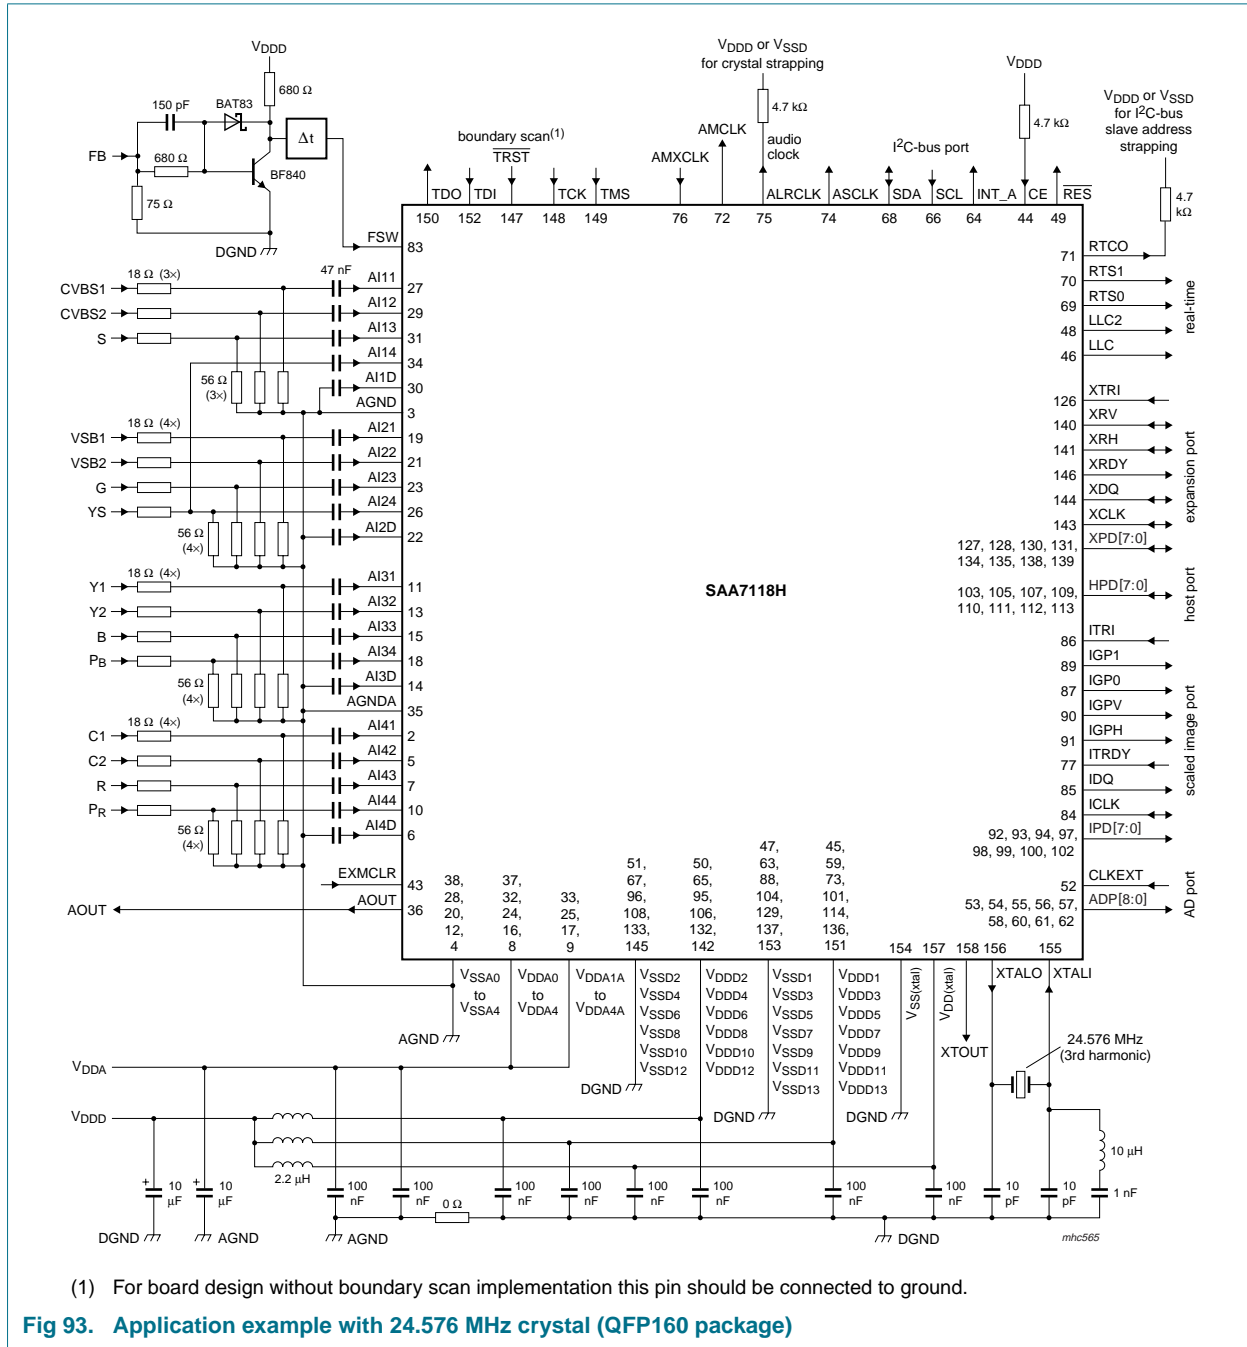 VDDD
680 Ω
150 pF
BAT83
FB
680 Ω
BF840
75 Ω
DGND
Δt
boundary scan(1)
TRST
VDDD or VSSD
for crystal strapping
4.7 kΩ
AMCLK
audio
clock
AMXCLK
I2C-bus port
VDDD
4.7 kΩ
VDDD or VSSD
for I2C-bus
slave address
strapping
4.7
kΩ
TDO TDI TCK TMS ALRCLK ASCLK SDA SCL INT_A CE RES
150 152 147 148 149 76 72 75 74 68 66 64 44 49
FSW
83
CVBS1 18 Ω (3×) 47 nF AI11 27
CVBS2 AI12 29
S AI13 31
AI14 34
56 Ω
(3×)
AI1D 30
AGND 3
VSB1 18 Ω (4×) AI21 19
VSB2 AI22 21
G AI23 23
YS AI24 26
56 Ω
(4×)
AI2D 22
Y1 18 Ω (4×) AI31 11
Y2 AI32 13
B AI33 15
PB AI34 18
56 Ω
(4×)
AI3D 14
AGNDA 35
C1 18 Ω (4×) AI41 2
C2 AI42 5
R AI43 7
PR AI44 10
56 Ω
(4×)
AI4D 6
EXMCLR 43
AOUT AOUT 36
SAA7118H
71 RTCO
70 RTS1
69 RTS0
48 LLC2
46 LLC
real-time
126 XTRI
140 XRV
141 XRH
146 XRDY
144 XDQ
143 XCLK
127, 128, 130, 131,
134, 135, 138, 139
XPD[7:0]
expansion port
103, 105, 107, 109,
110, 111, 112, 113
HPD[7:0]
host port
86 ITRI
89 IGP1
87 IGP0
90 IGPV
91 IGPH
77 ITRDY
85 IDQ
84 ICLK
92, 93, 94, 97,
98, 99, 100, 102
IPD[7:0]
scaled image port
52 CLKEXT
53, 54, 55, 56, 57,
58, 60, 61, 62
ADP[8:0]
AD port
38,
28,
20,
12,
4
37,
32,
24,
16,
8
33,
25,
17,
9
51,
67,
96,
108,
133,
145
50,
65,
95,
106,
132,
142
47,
63,
88,
104,
129,
137,
153
45,
59,
73,
101,
114,
136,
151
154 157 158 156 155
VSSA0
to
VSSA4
VDDA0
to
VDDA4
VDDA1A
to
VDDA4A
VSSD2
VSSD4
VSSD6
VSSD8
VSSD10
VSSD12
VDDD2
VDDD4
VDDD6
VDDD8
VDDD10
VDDD12
VSSD1
VSSD3
VSSD5
VSSD7
VSSD9
VSSD11
VSSD13
VDDD1
VDDD3
VDDD5
VDDD7
VDDD9
VDDD11
VDDD13
VSS(xtal)
VDD(xtal)
XTOUT
XTALO XTALI
24.576 MHz
(3rd harmonic)
AGND
DGND
DGND
DGND
VDDA
VDDD
2.2 μH
10 μH
+ 10
μF
+ 10
μF
100
nF
100
nF
100
nF
100
nF
100
nF
100
nF
100
nF
100
nF
10
pF
10
pF
1 nF
0 Ω
DGND AGND AGND DGND
mhc565
(1) For board design without boundary scan implementation this pin should be connected to ground.
Fig 93. Application example with 24.576 MHz crystal (QFP160 package)